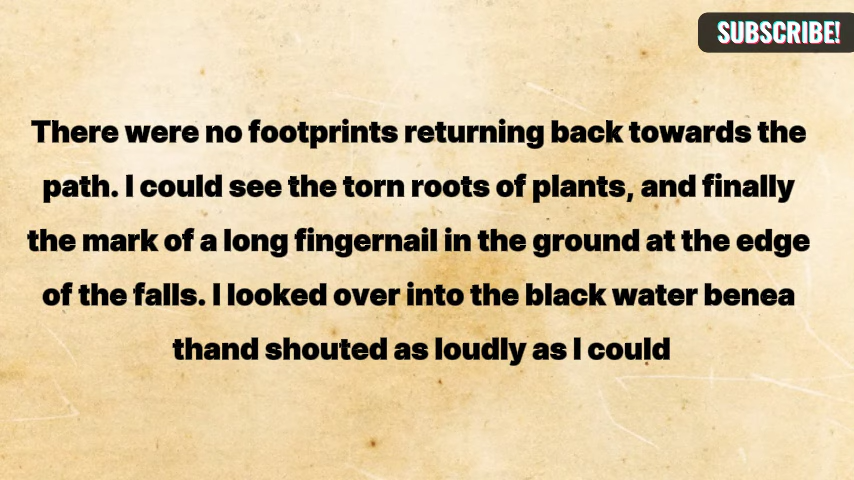 SUBSCRIBE!
There were no footprints returning back towards the
path. I could see the torn roots of plants, and finally
the mark of a long fingernail in the ground at the edge
of the falls. I looked over into the black water benea
thand shouted as loudly as I could